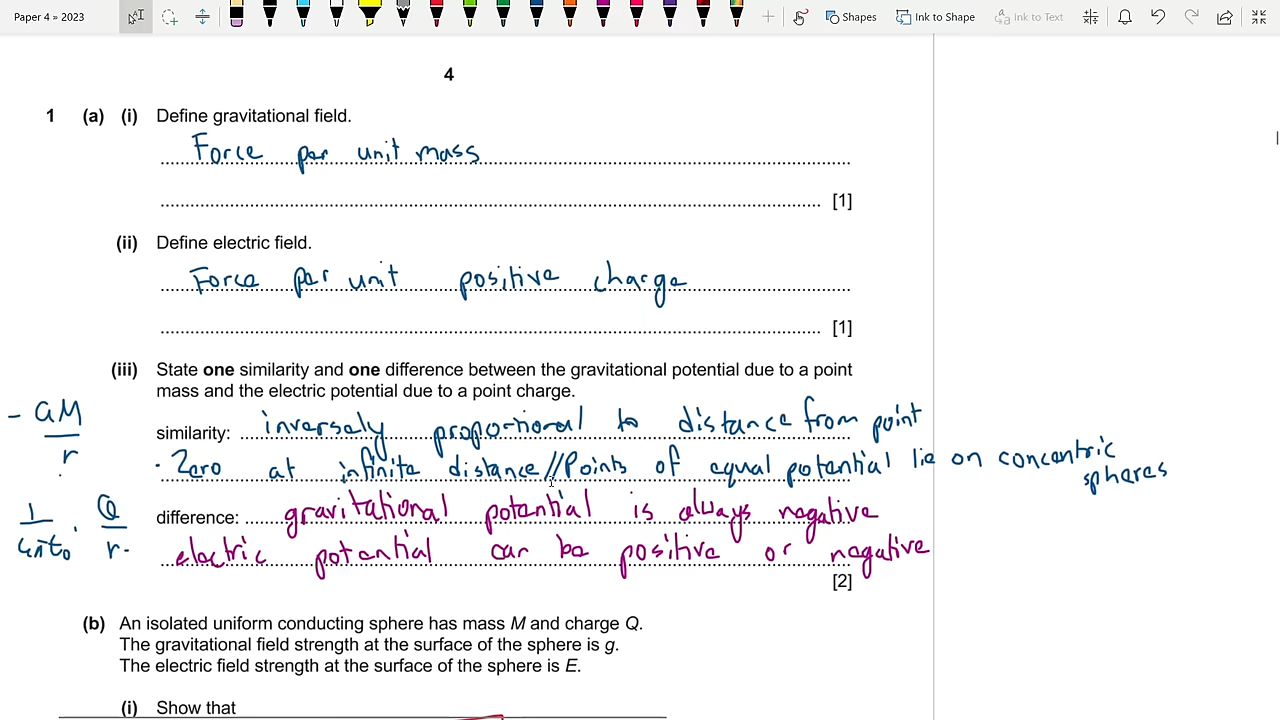 Paper 4 » 2023
Shapes
Ink to Shape
Ink to Text
4
1 (a) (i) Define gravitational field.
Force per unit mass
[1]
(ii) Define electric field.
Force per unit positive charge
[1]
(iii) State one similarity and one difference between the gravitational potential due to a point
mass and the electric potential due to a point charge.
- GM
r
similarity: inversely proportional to distance from point
· Zero at infinite distance // Points of equal potential lie on concentric
spheres
1/4πε₀ · Q/r
difference: gravitational potential is always negative
electric potential can be positive or negative
[2]
(b) An isolated uniform conducting sphere has mass M and charge Q.
The gravitational field strength at the surface of the sphere is g.
The electric field strength at the surface of the sphere is E.
(i) Show that